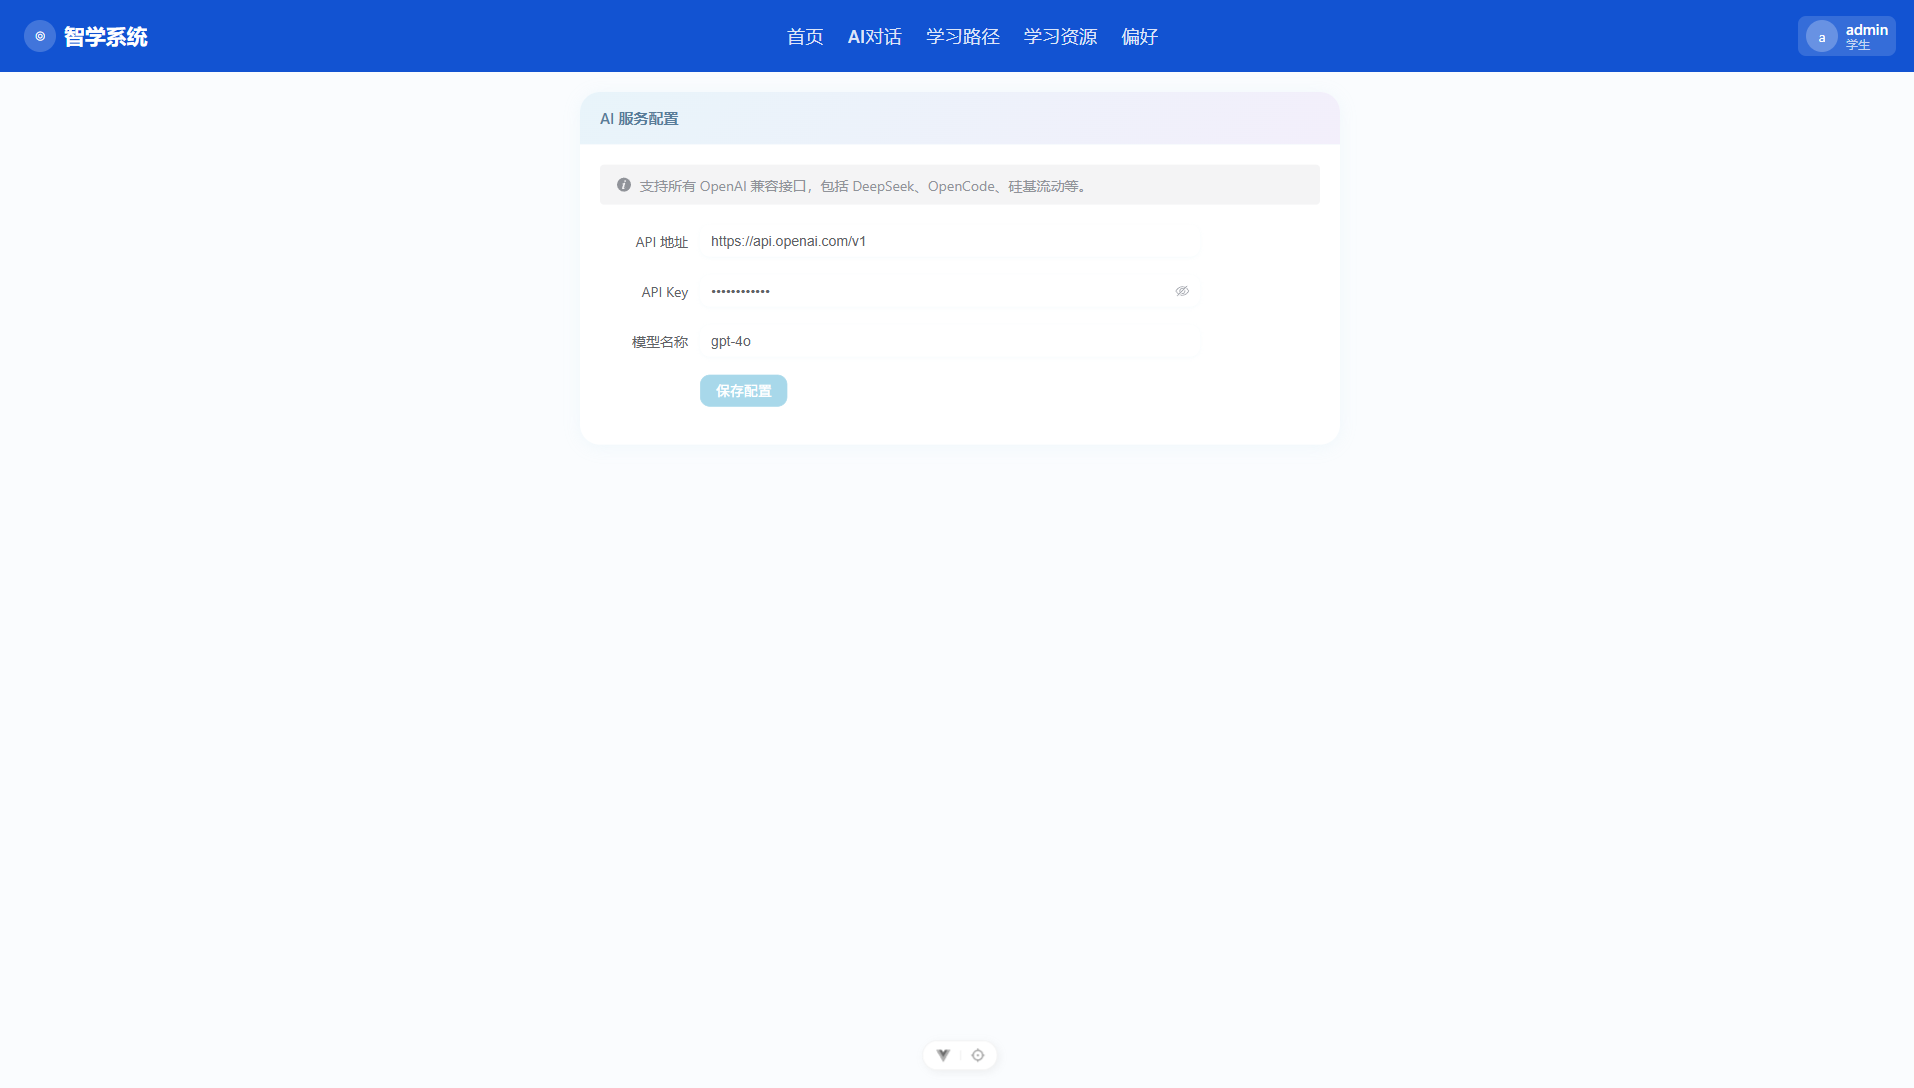 智学系统
首页
AI对话
学习路径
学习资源
偏好
a
admin
学生
AI 服务配置
支持所有 OpenAI 兼容接口，包括 DeepSeek、OpenCode、硅基流动等。
API 地址
https://api.openai.com/v1
API Key
••••••••••••
模型名称
gpt-4o
保存配置